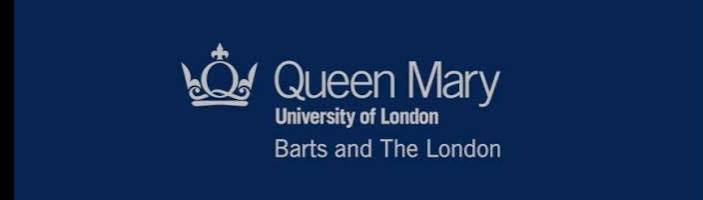 Queen Mary
University of London
Barts and The London